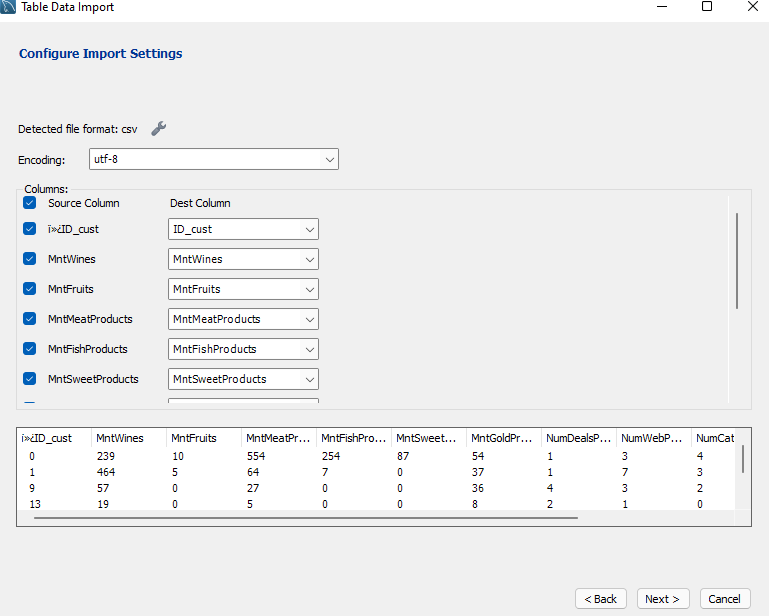 Table Data Import
Configure Import Settings
Detected file format: csv
Encoding: utf-8
Columns:
Source Column Dest Column
ï»¿ID_cust ID_cust
MntWines MntWines
MntFruits MntFruits
MntMeatProducts MntMeatProducts
MntFishProducts MntFishProducts
MntSweetProducts MntSweetProducts
ï»¿ID_cust MntWines MntFruits MntMeatPr... MntFishPro... MntSweet... MntGoldPr... NumDealsP... NumWebP... NumCat
0 239 10 554 254 87 54 1 3 4
1 464 5 64 7 0 37 1 7 3
9 57 0 27 0 0 36 4 3 2
13 19 0 5 0 0 8 2 1 0
< Back Next > Cancel